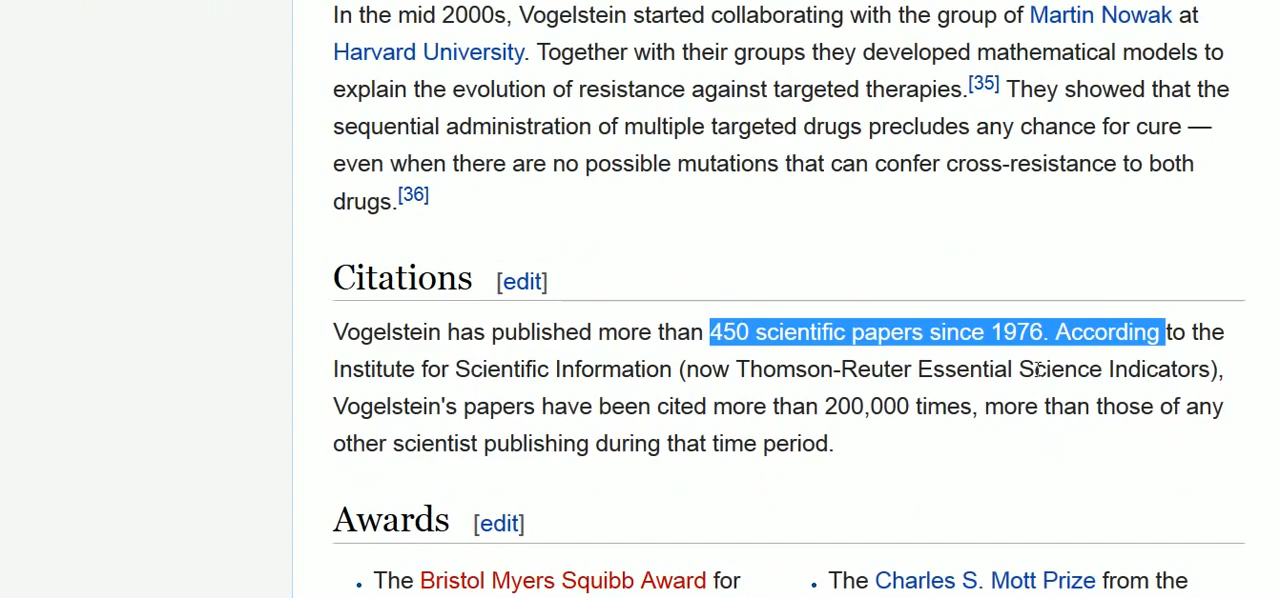 In the mid 2000s, Vogelstein started collaborating with the group of Martin Nowak at
Harvard University. Together with their groups they developed mathematical models to
explain the evolution of resistance against targeted therapies.[35] They showed that the
sequential administration of multiple targeted drugs precludes any chance for cure —
even when there are no possible mutations that can confer cross-resistance to both
drugs.[36]
Citations [edit]
Vogelstein has published more than 450 scientific papers since 1976. According to the
Institute for Scientific Information (now Thomson-Reuter Essential Science Indicators),
Vogelstein's papers have been cited more than 200,000 times, more than those of any
other scientist publishing during that time period.
Awards [edit]
• The Bristol Myers Squibb Award for
• The Charles S. Mott Prize from the